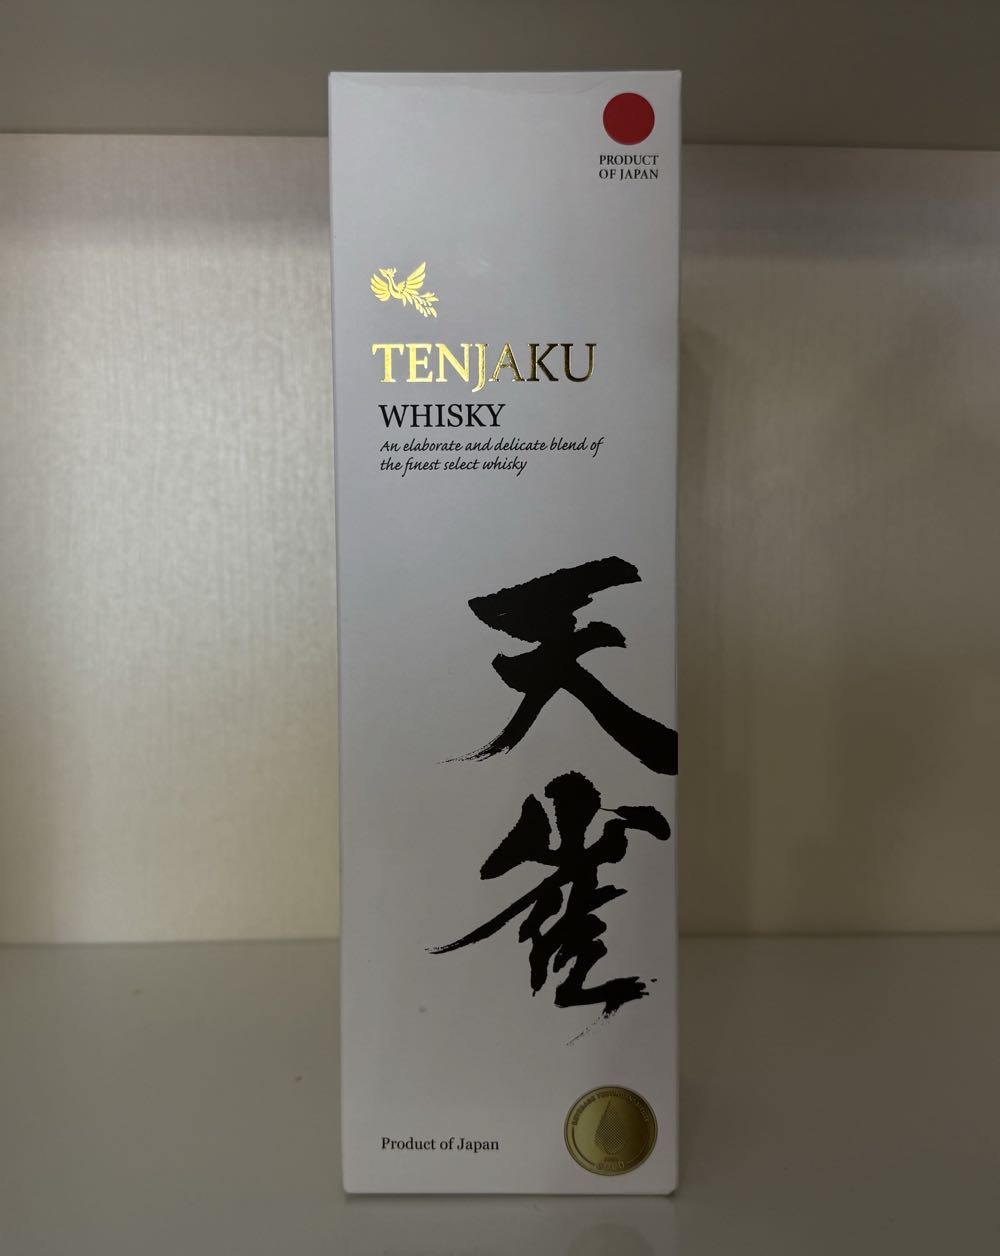 PRODUCT
OF JAPAN
TENJAKU
WHISKY
An elaborate and delicate blend of
the finest select whisky
天
雀
Product of Japan
GOLD